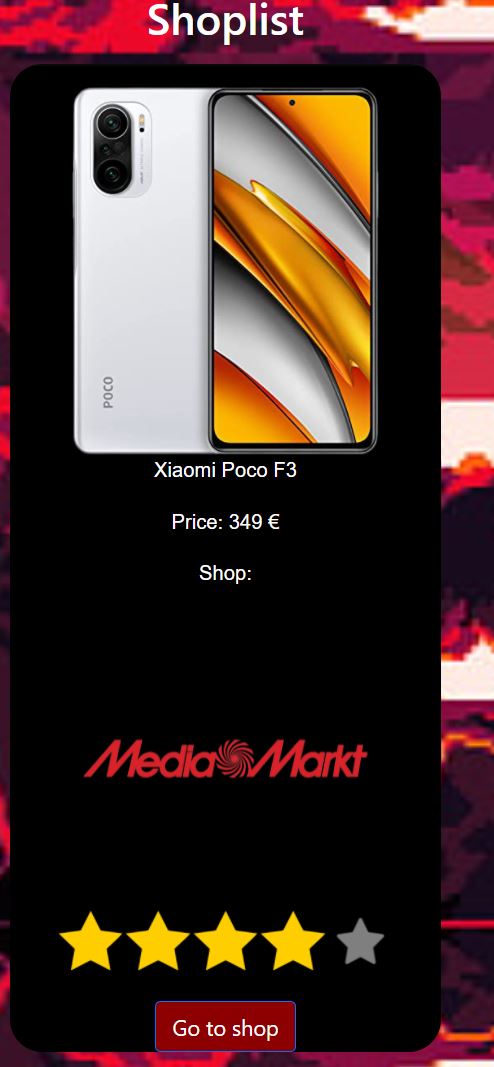 Shoplist
POCO
Xiaomi Poco F3
Price: 349 €
Shop:
MediaMarkt
Go to shop